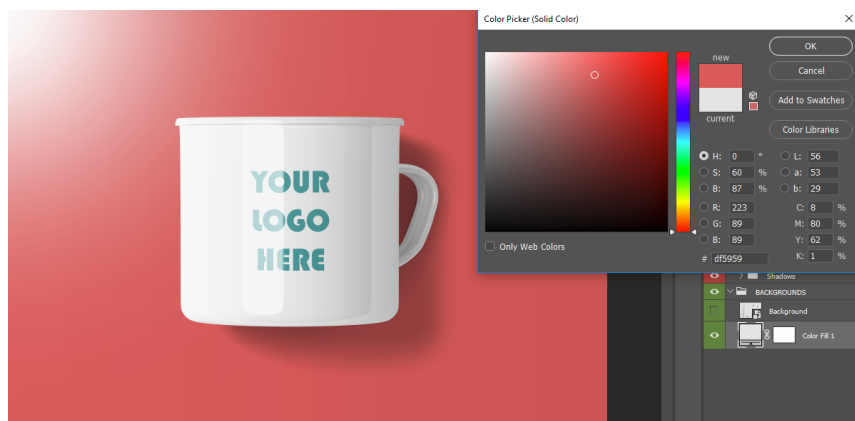 Color Picker (Solid Color)
YOUR
LOGO
HERE
new
current
OK
Cancel
Add to Swatches
Color Libraries
H: 0 °
S: 60 %
B: 87 %
R: 223
G: 89
B: 89
L: 56
a: 53
b: 29
C: 8 %
M: 80 %
Y: 62 %
K: 1 %
# df5959
Only Web Colors
Shadows
BACKGROUNDS
Background
Color Fill 1